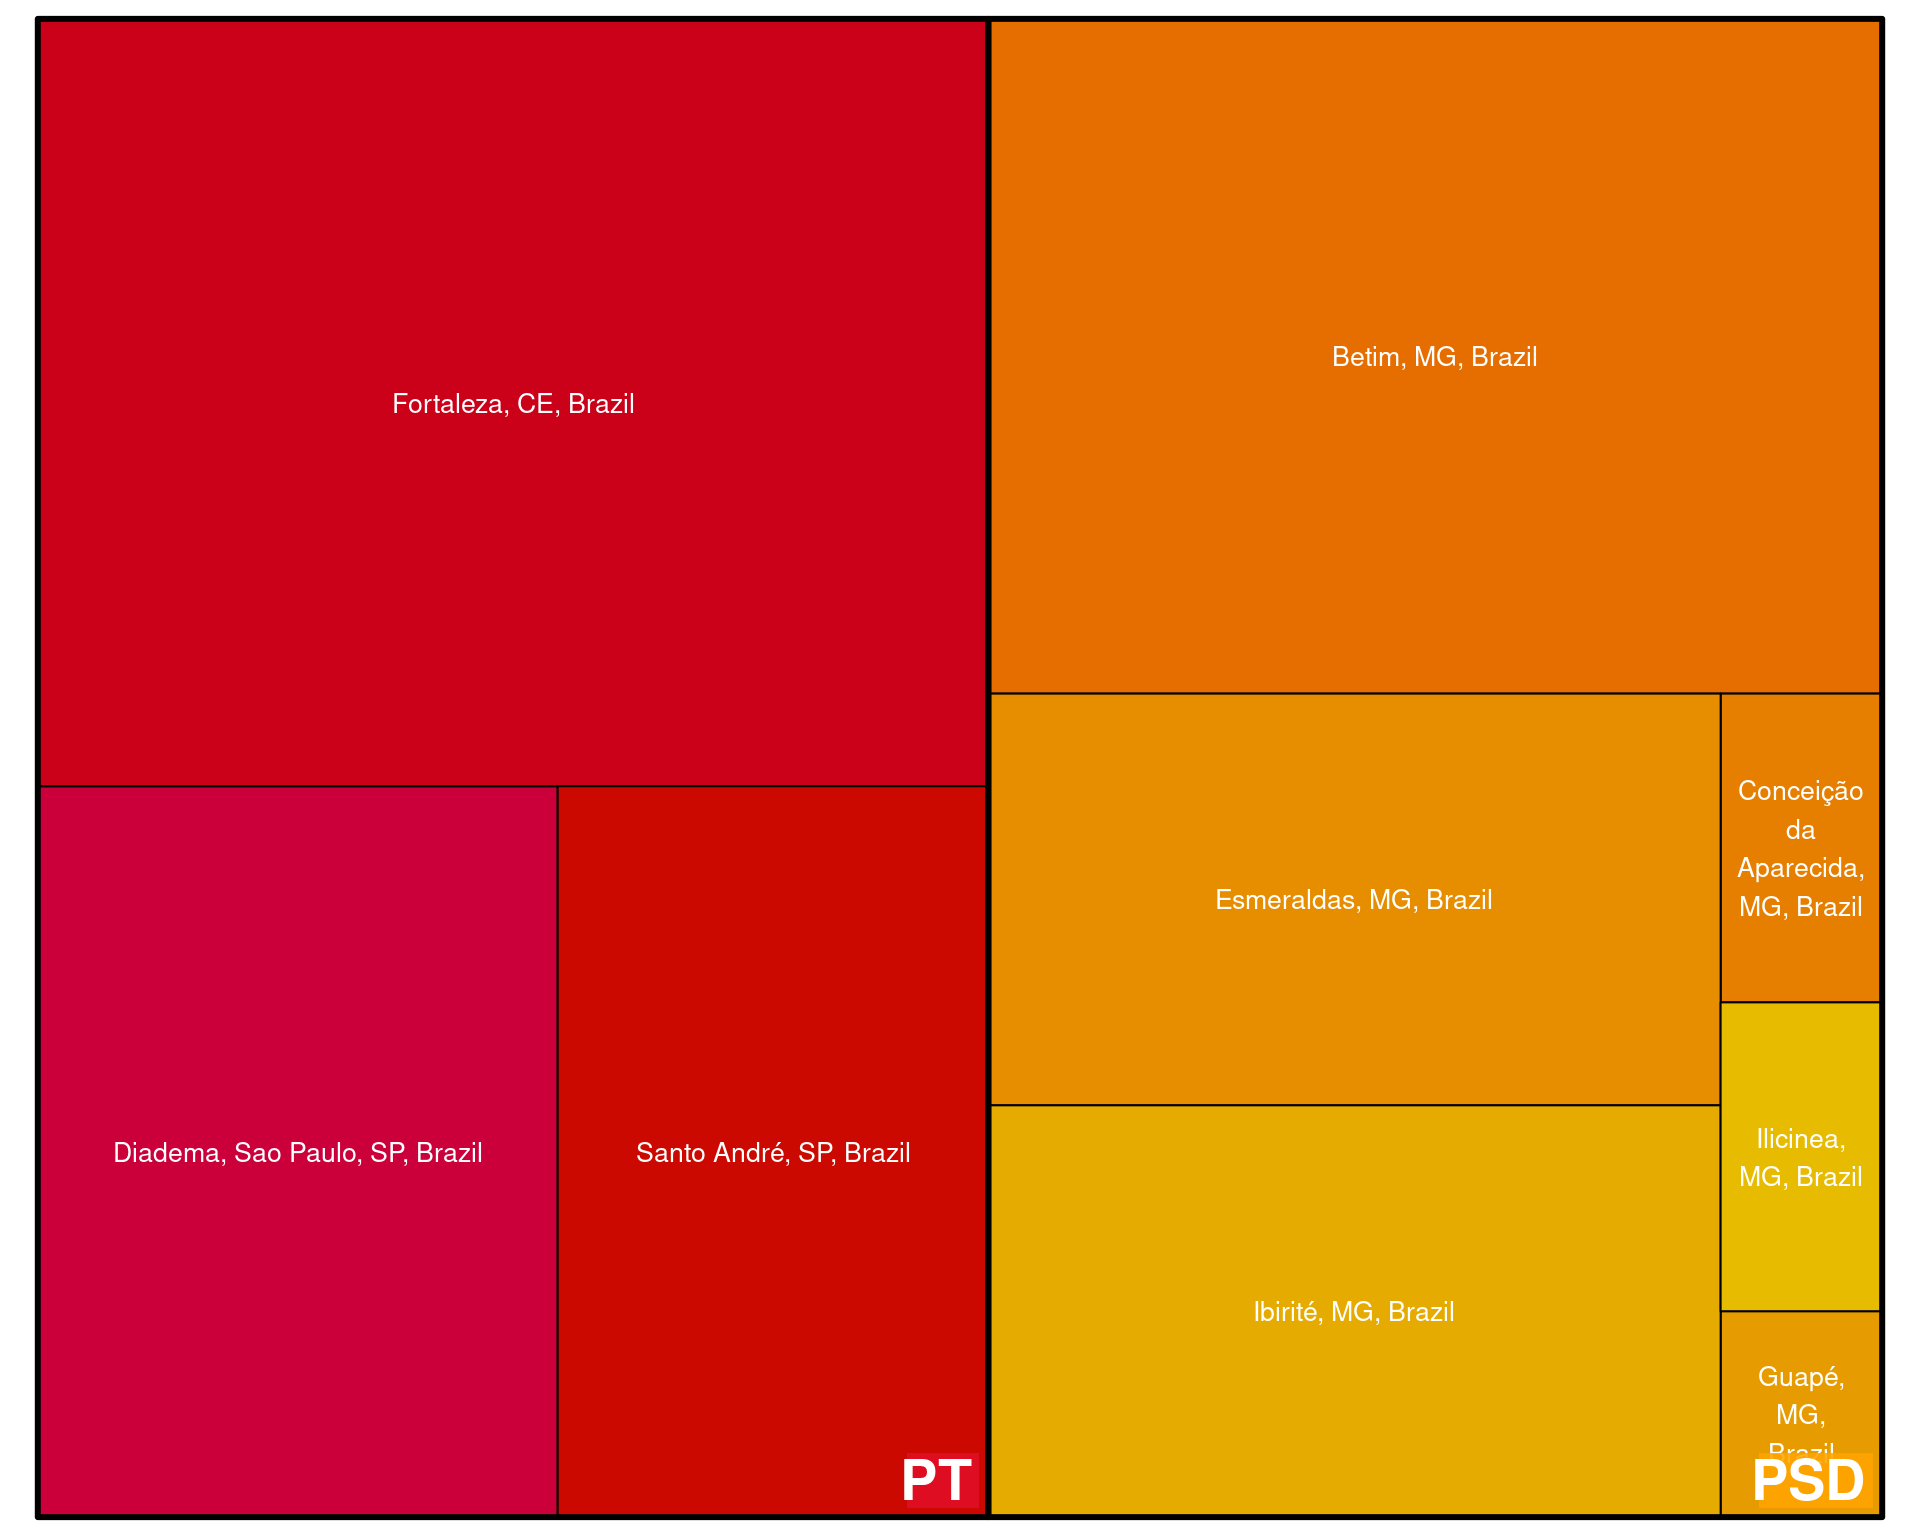 Fortaleza, CE, Brazil
Diadema, Sao Paulo, SP, Brazil
Santo André, SP, Brazil
PT
Betim, MG, Brazil
Esmeraldas, MG, Brazil
Conceição
da
Aparecida,
MG, Brazil
Ibirité, MG, Brazil
Ilicinea,
MG, Brazil
Guapé,
MG,
Brazil
PSD